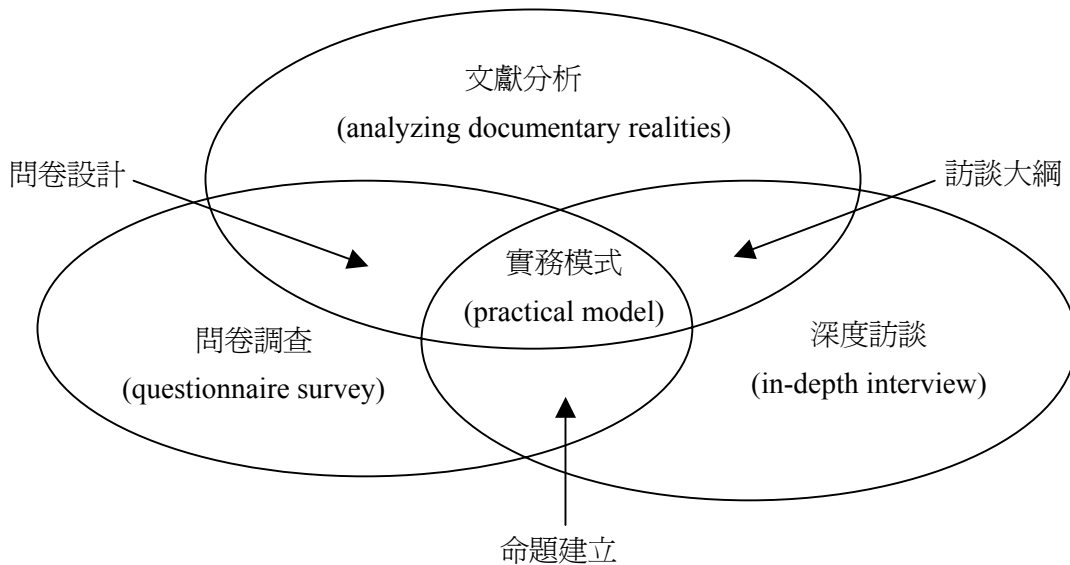 文獻分析
(analyzing documentary realities)
問卷設計
訪談大綱
實務模式
(practical model)
問卷調查
(questionnaire survey)
深度訪談
(in-depth interview)
命題建立